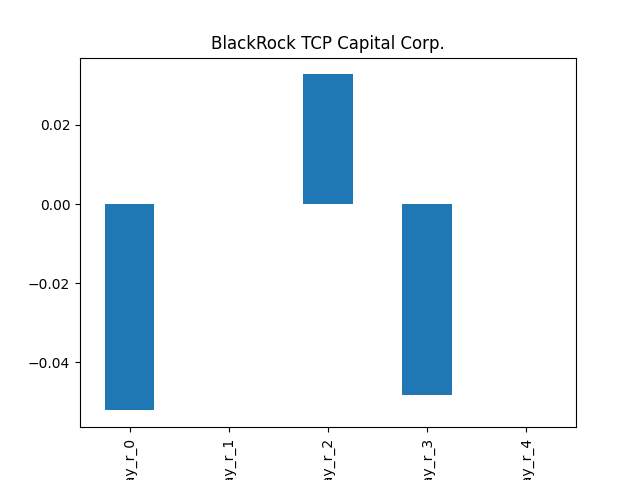 BlackRock TCP Capital Corp.
0.02
0.00
−0.02
−0.04
ay_r_0
ay_r_1
ay_r_2
ay_r_3
ay_r_4